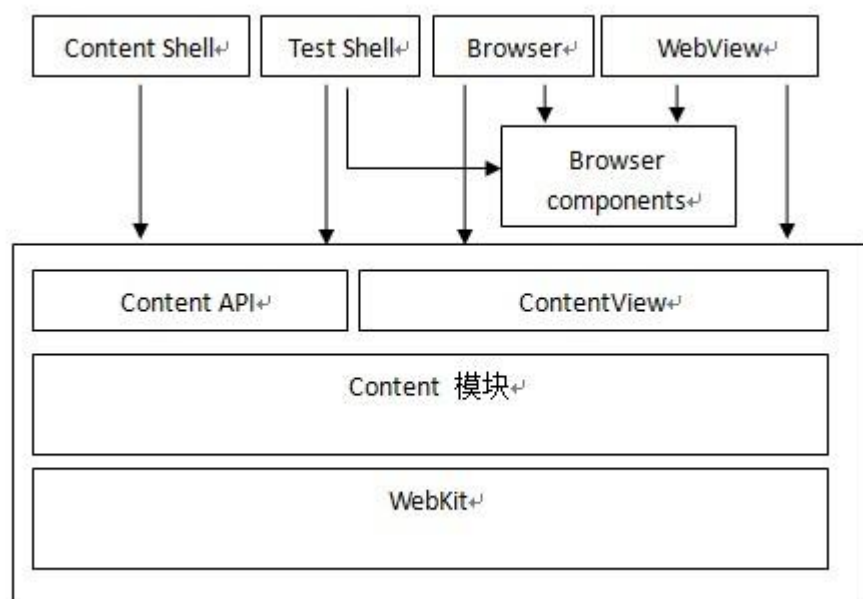 Content Shell
Test Shell
Browser
WebView
Browser
components
Content API
ContentView
Content 模块
WebKit